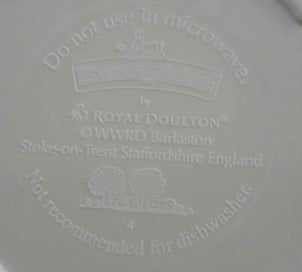 Do not use in microwave.
Bunnykins
by
ROYAL DOULTON®
© WWRD Barlaston
Stoke-on-Trent Staffordshire England
4
Not recommended for dishwasher.